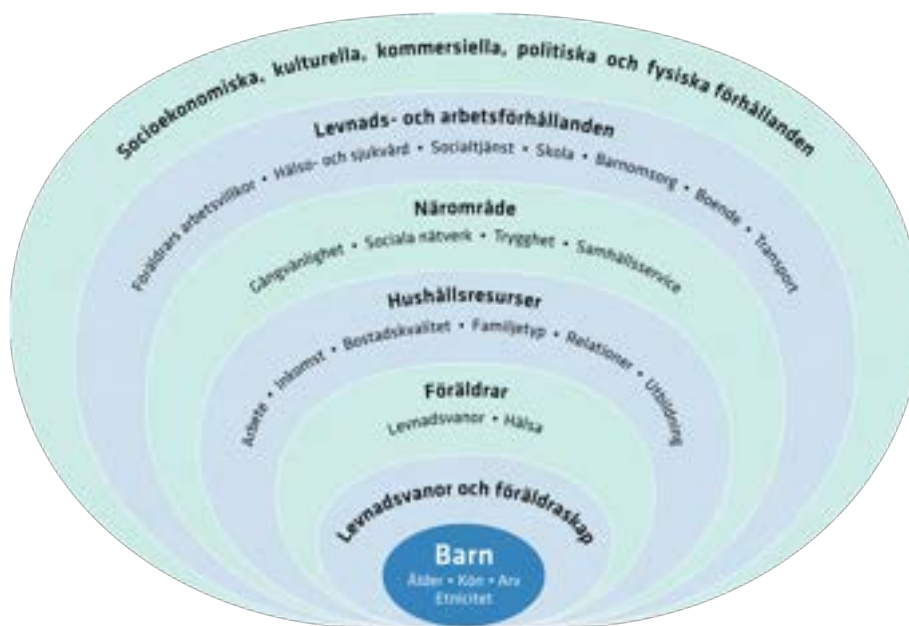 Socioekonomiska, kulturella, kommersiella, politiska och fysiska förhållanden
Levnads- och arbetsförhållanden
Föräldrars arbetsvillkor • Hälso- och sjukvård • Socialtjänst • Skola • Barnomsorg • Boende • Transport
Närområde
Gångvänlighet • Sociala nätverk • Trygghet • Samhällsservice
Hushållsresurser
Arbete • Inkomst • Bostadskvalitet • Familjetyp • Relationer • Utbildning
Föräldrar
Levnadsvanor • Hälsa
Levnadsvanor och föräldraskap
Barn
Ålder • Kön • Arv
Etnicitet